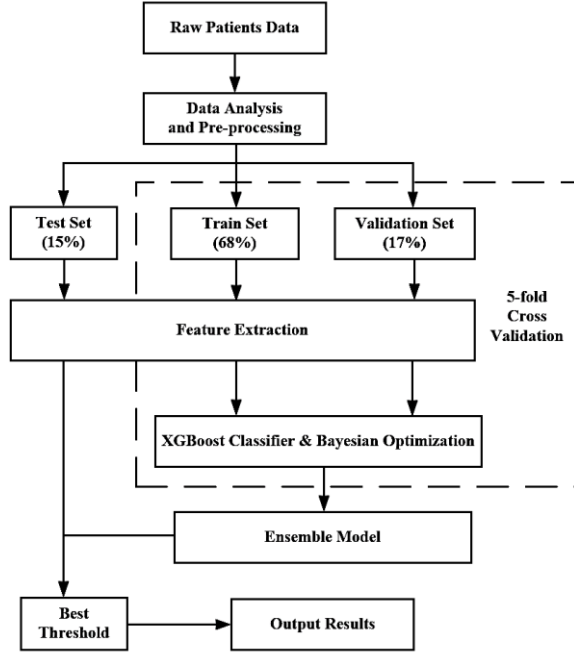 Raw Patients Data
Data Analysis
and Pre-processing
Test Set
(15%)
Train Set
(68%)
Validation Set
(17%)
5-fold
Cross
Validation
Feature Extraction
XGBoost Classifier & Bayesian Optimization
Ensemble Model
Best
Threshold
Output Results